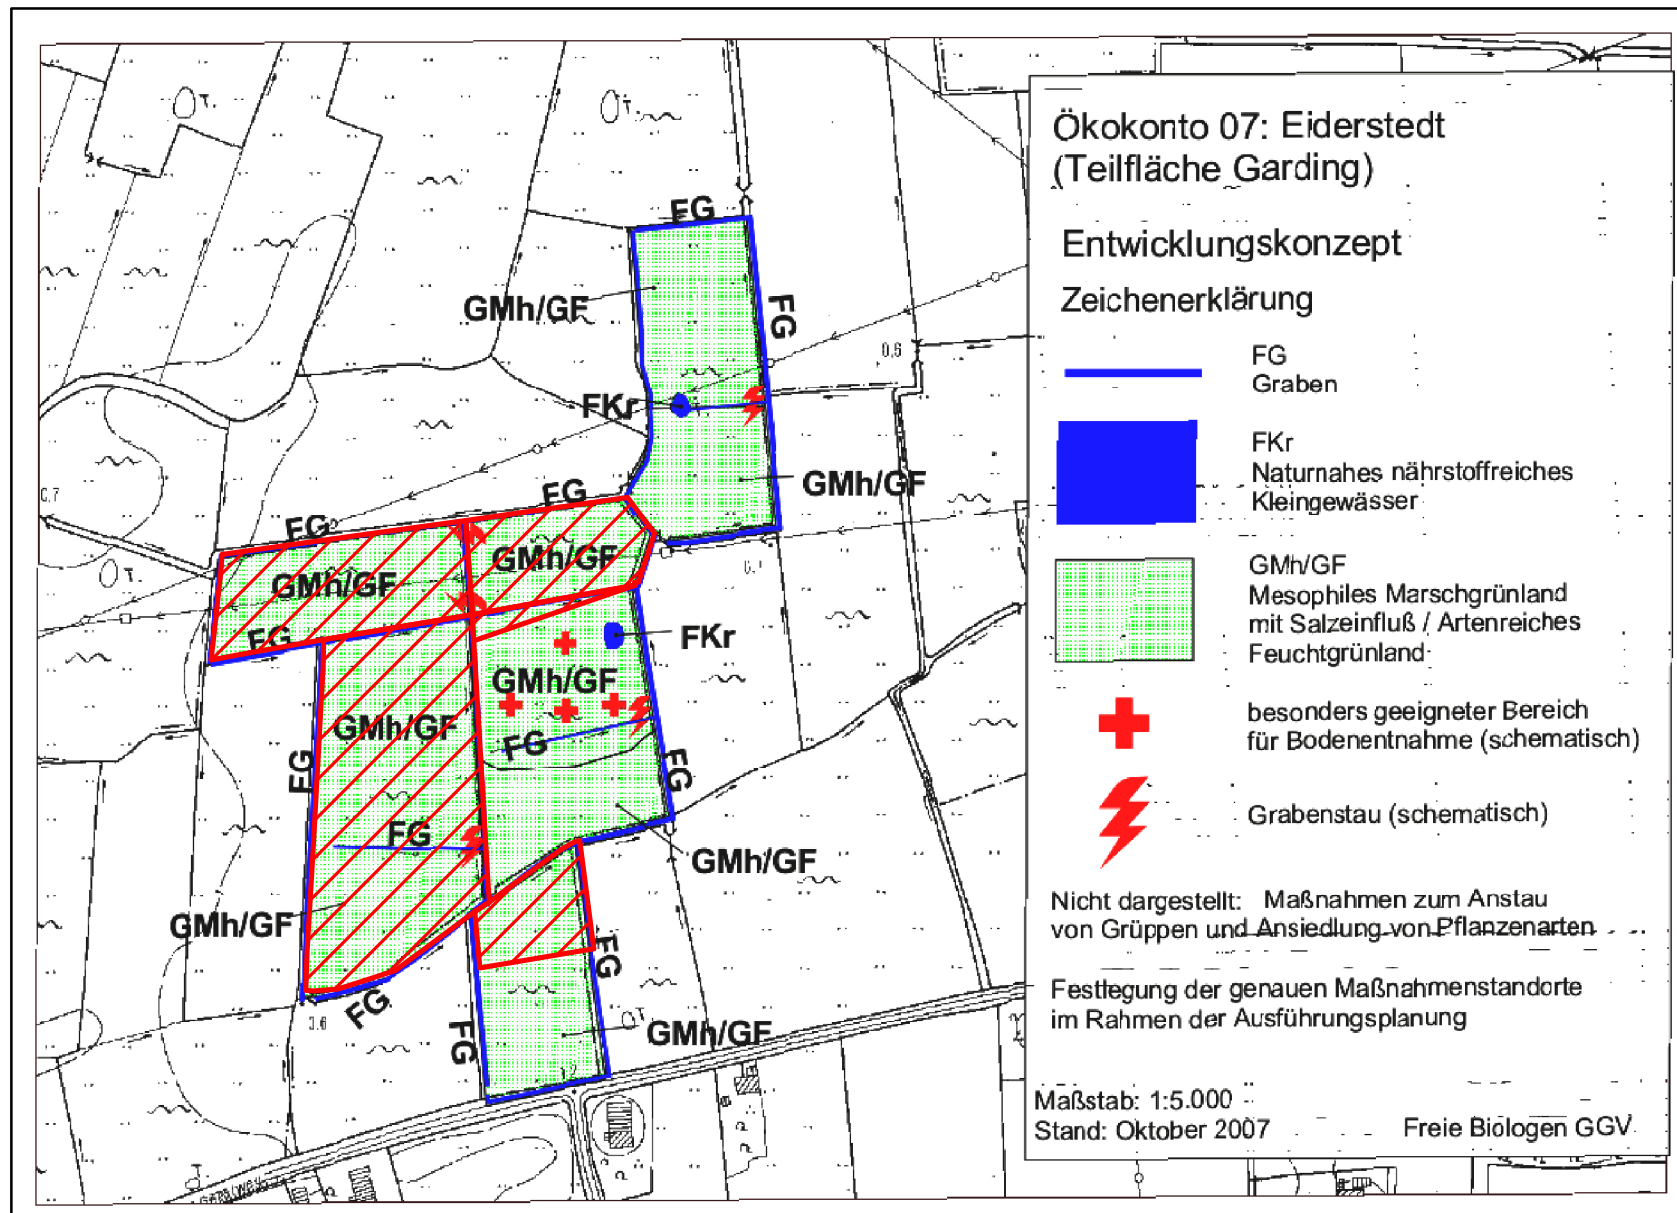 Ökokonto 07: Eiderstedt
(Teilfläche Garding)
Entwicklungskonzept
Zeichenerklärung
FG
Graben
FKr
Naturnahes nährstoffreiches
Kleingewässer
GMh/GF
Mesophiles Marschgrünland
mit Salzeinfluß / Artenreiches
Feuchtgrünland
besonders geeigneter Bereich
für Bodenentnahme (schematisch)
Grabenstau (schematisch)
Nicht dargestellt: Maßnahmen zum Anstau
von Grüppen und Ansiedlung von Pflanzenarten
Festlegung der genauen Maßnahmenstandorte
im Rahmen der Ausführungsplanung
Maßstab: 1:5.000
Stand: Oktober 2007
Freie Biologen GGV
T.
T.
FG
GMh/GF
FG
0,6
FKr
GMh/GF
FG
0,7
FG
GMh/GF
GMh/GF
T.
FG
FKr
GMh/GF
GMh/GF
FG
FG
FG
FG
GMh/GF
GMh/GF
FG
FG
FG
GMh/GF